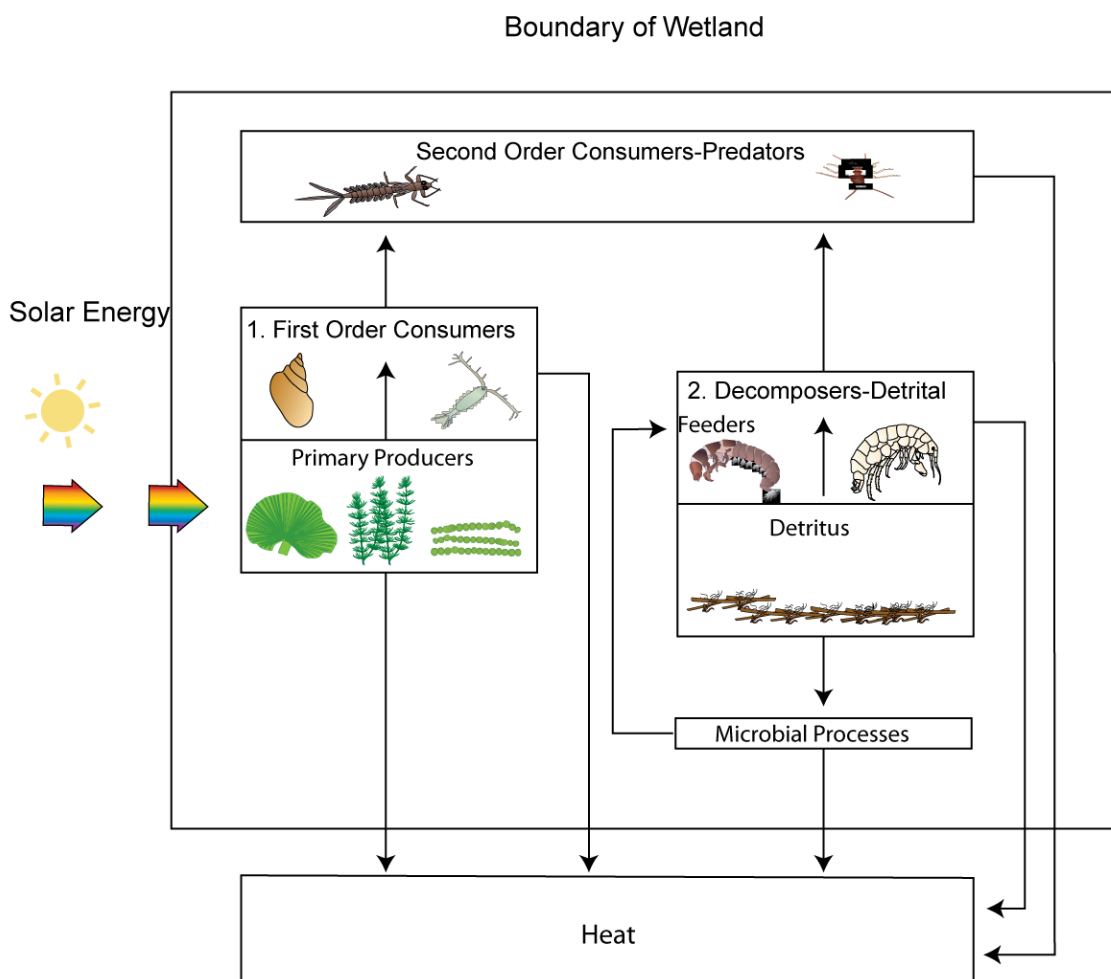 Boundary of Wetland
Second Order Consumers-Predators
Solar Energy
1. First Order Consumers
Primary Producers
2. Decomposers-Detrital
Feeders
Detritus
Microbial Processes
Heat